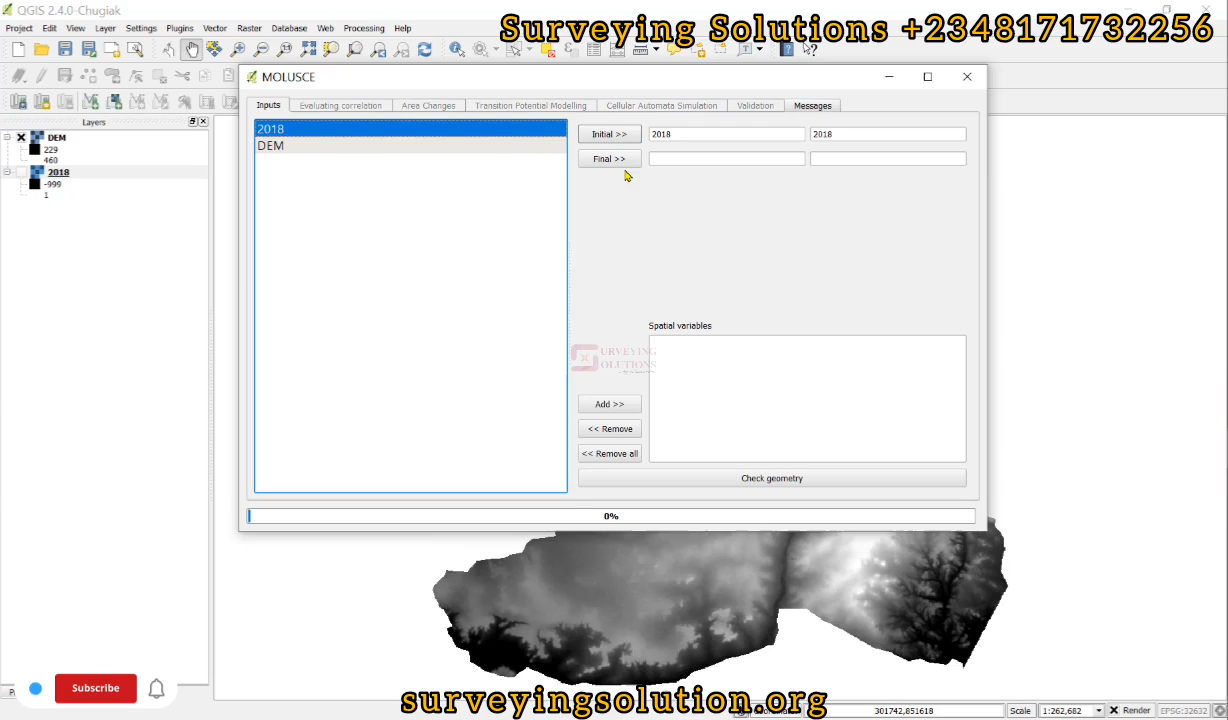 QGIS 2.4.0-Chugiak
Surveying Solutions +2348171732256
Project Edit View Layer Settings Plugins Vector Raster Database Web Processing Help
MOLUSCE
Inputs Evaluating correlation Area Changes Transition Potential Modelling Cellular Automata Simulation Validation Messages
Layers
DEM
229
460
2018
-999
1
2018
DEM
Initial >> 2018 2018
Final >>
Spatial variables
URVEYING
OLUTIONS
Add >>
<< Remove
<< Remove all
Check geometry
0%
Subscribe
surveyingsolution.org
301742,851618 Scale 1:262,682 Render EPSG:32632